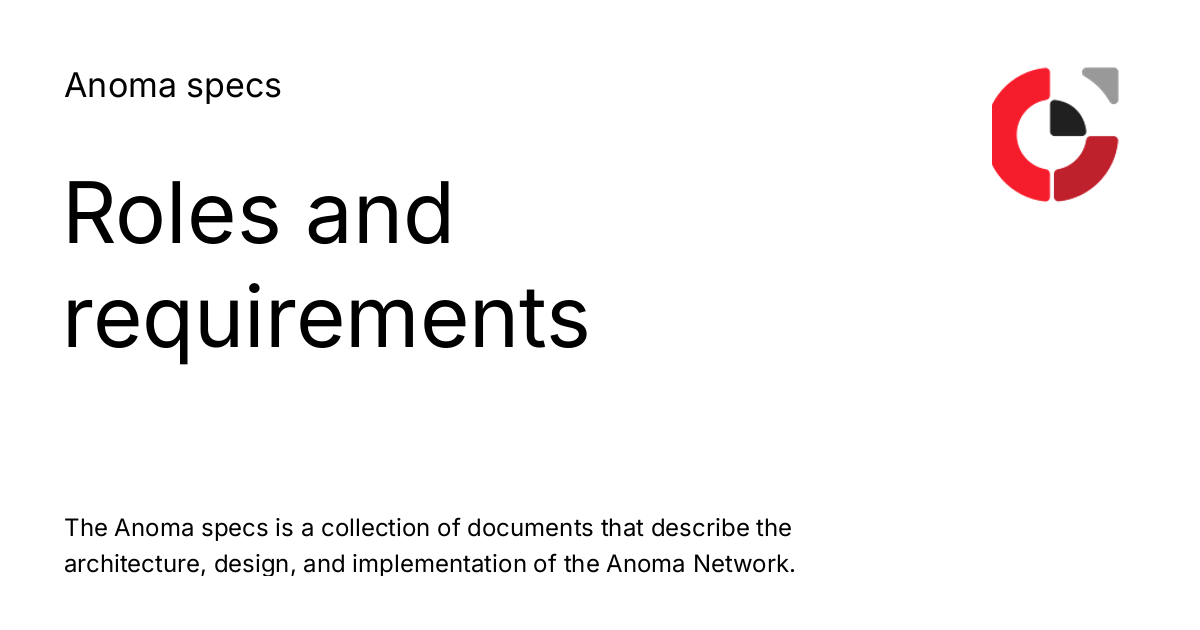 Anoma specs
Roles and
requirements
The Anoma specs is a collection of documents that describe the
architecture, design, and implementation of the Anoma Network.